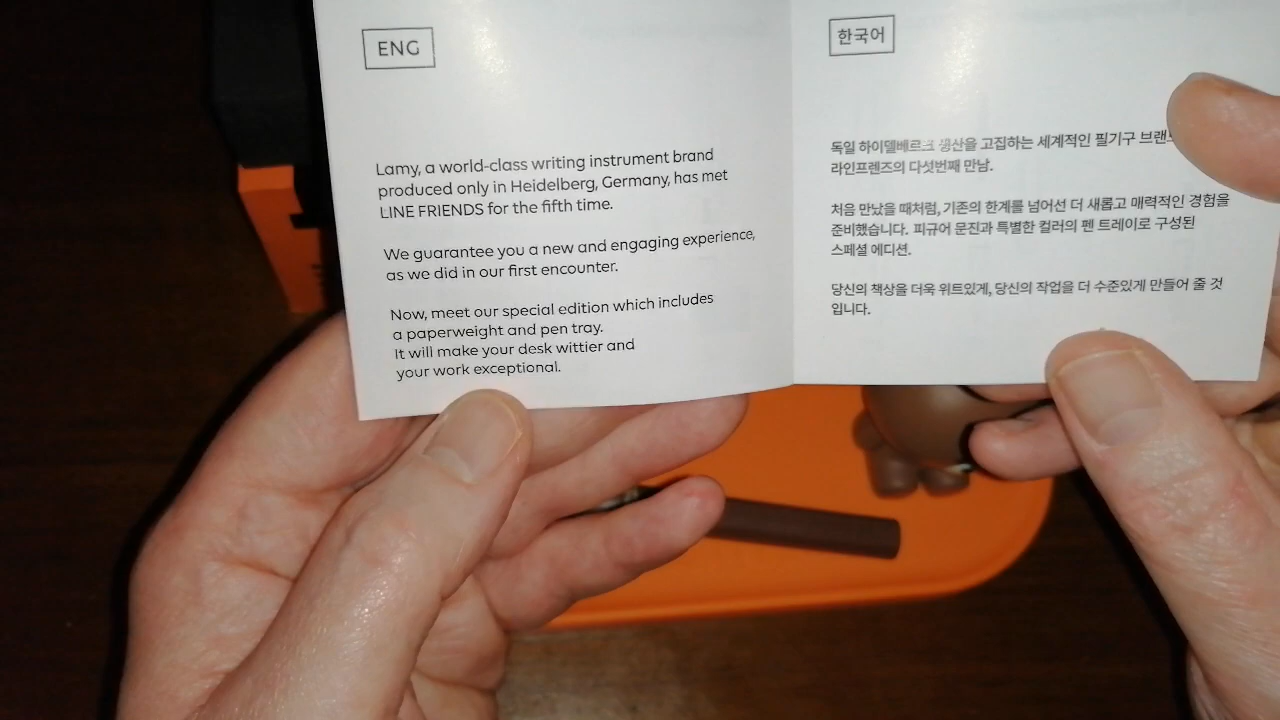 ENG
Lamy, a world-class writing instrument brand
produced only in Heidelberg, Germany, has met
LINE FRIENDS for the fifth time.
We guarantee you a new and engaging experience,
as we did in our first encounter.
Now, meet our special edition which includes
a paperweight and pen tray.
It will make your desk wittier and
your work exceptional.
한국어
독일 하이델베르크 생산을 고집하는 세계적인 필기구
라인프렌즈의 다섯번째 만남.
처음 만났을 때처럼, 기존의 한계를 넘어선 더 새롭고 매력적인 경험을
준비했습니다. 피규어 문진과 특별한 컬러의 펜 트레이로 구성된
스페셜 에디션.
당신의 책상을 더욱 위트있게, 당신의 작업을 더 수준있게 만들어 줄 것
입니다.